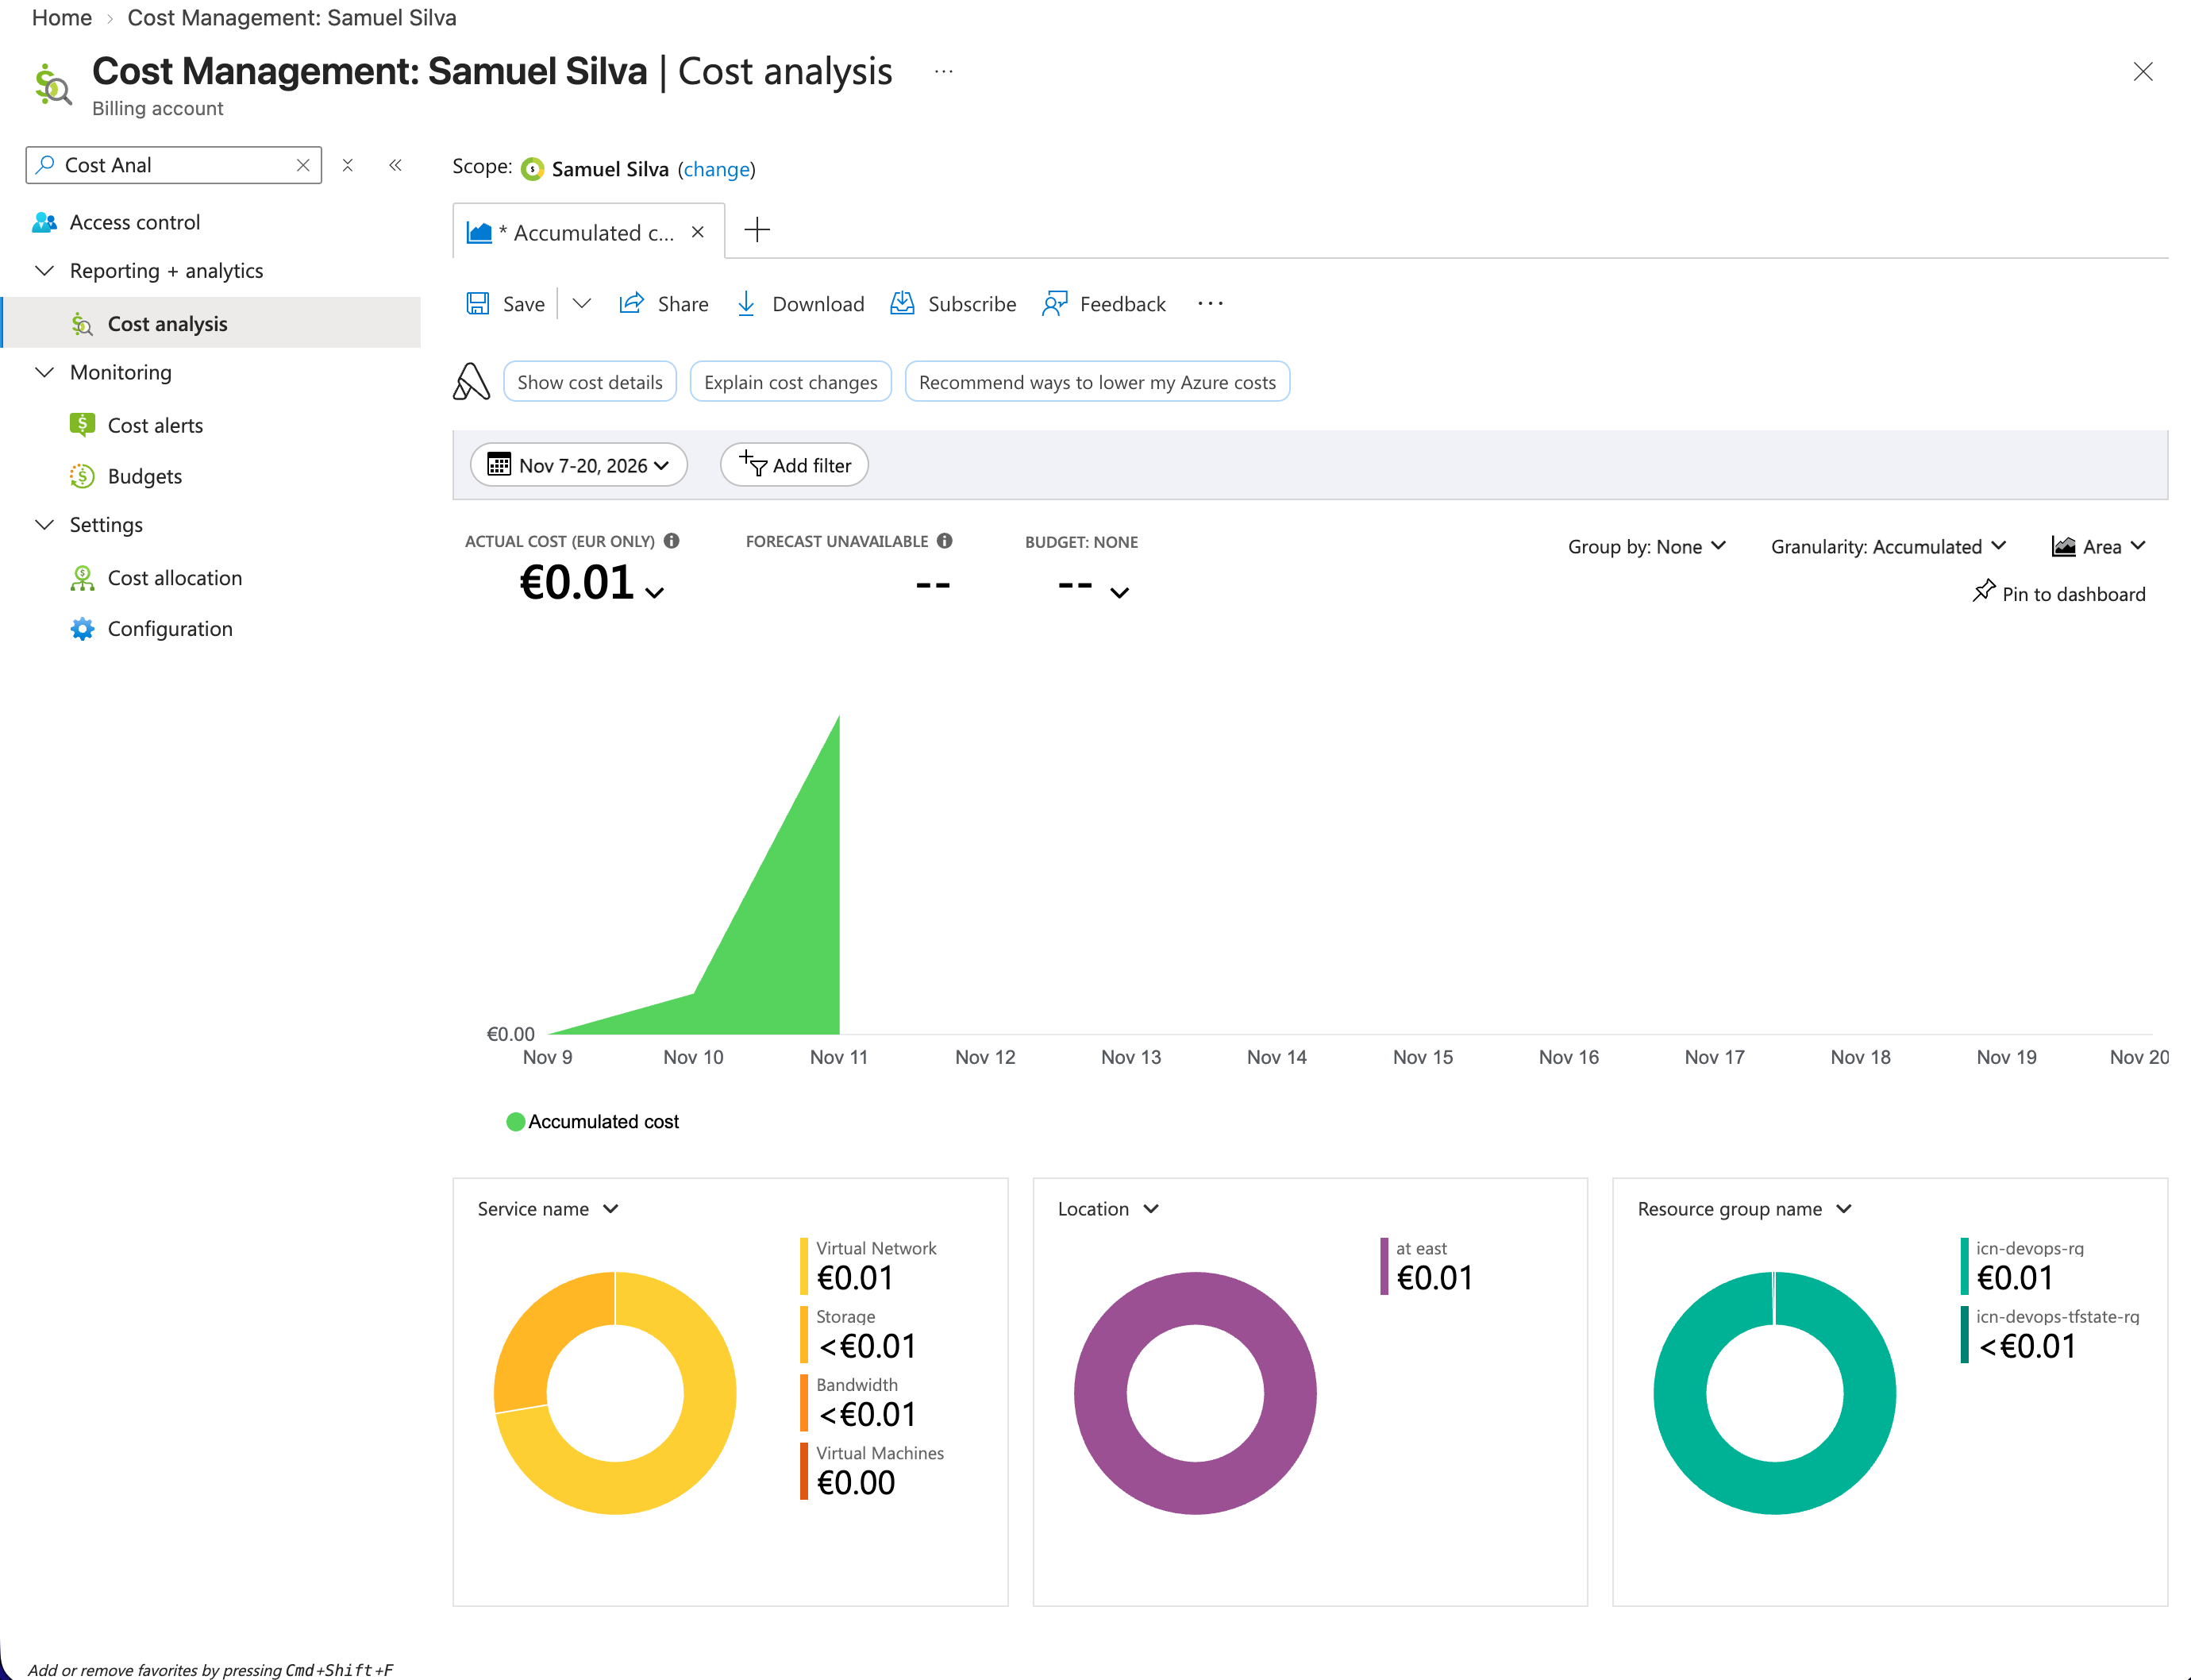 Home > Cost Management: Samuel Silva
Cost Management: Samuel Silva | Cost analysis ...
Billing account
Cost Anal
Access control
Reporting + analytics
Cost analysis
Monitoring
Cost alerts
Budgets
Settings
Cost allocation
Configuration
Scope: Samuel Silva (change)
* Accumulated c...
Save Share Download Subscribe Feedback ...
Show cost details Explain cost changes Recommend ways to lower my Azure costs
Nov 7-20, 2026 Add filter
ACTUAL COST (EUR ONLY) FORECAST UNAVAILABLE BUDGET: NONE
€0.01 -- --
Group by: None Granularity: Accumulated Area
Pin to dashboard
€0.00
Nov 9 Nov 10 Nov 11 Nov 12 Nov 13 Nov 14 Nov 15 Nov 16 Nov 17 Nov 18 Nov 19 Nov 20
Accumulated cost
Service name
Virtual Network
€0.01
Storage
<€0.01
Bandwidth
<€0.01
Virtual Machines
€0.00
Location
at east
€0.01
Resource group name
icn-devops-rg
€0.01
icn-devops-tfstate-rg
<€0.01
Add or remove favorites by pressing Cmd+Shift+F